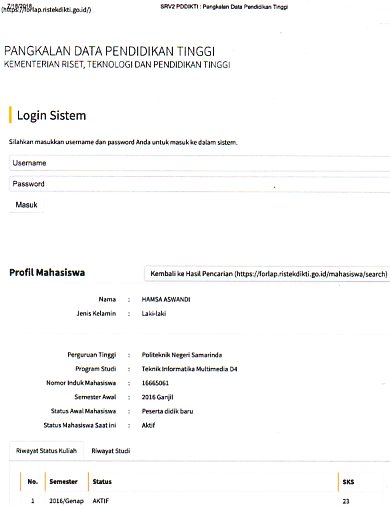 7/18/2018 SRV2 PDDIKTI : Pangkalan Data Pendidikan Tinggi
(https://forlap.ristekdikti.go.id/)
PANGKALAN DATA PENDIDIKAN TINGGI
KEMENTERIAN RISET, TEKNOLOGI DAN PENDIDIKAN TINGGI
Login Sistem
Silahkan masukkan username dan password Anda untuk masuk ke dalam sistem.
Username
Password
Masuk
Profil Mahasiswa Kembali ke Hasil Pencarian (https://forlap.ristekdikti.go.id/mahasiswa/search)
Nama : HAMSA ASWANDI
Jenis Kelamin : Laki-laki
Perguruan Tinggi : Politeknik Negeri Samarinda
Program Studi : Teknik Informatika Multimedia D4
Nomor Induk Mahasiswa : 16665061
Semester Awal : 2016 Ganjil
Status Awal Mahasiswa : Peserta didik baru
Status Mahasiswa Saat ini : Aktif
Riwayat Status Kuliah Riwayat Studi
No. Semester Status SKS
1 2016/Genap AKTIF 23